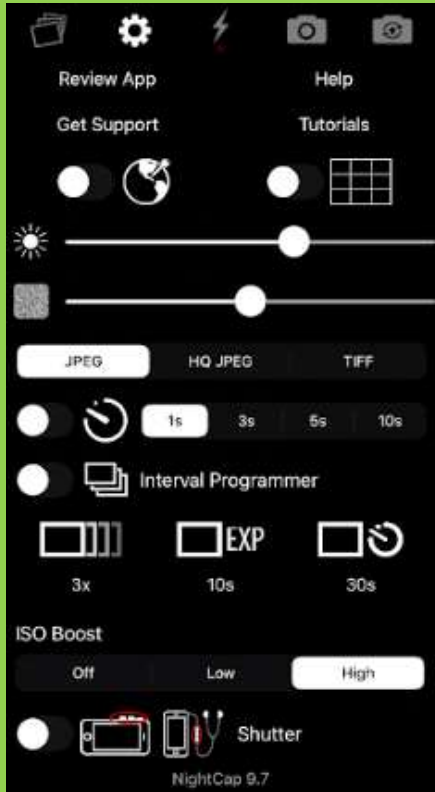 Review App Help
Get Support Tutorials
JPEG HQ JPEG TIFF
1s 3s 5s 10s
Interval Programmer
EXP
3x 10s 30s
ISO Boost
Off Low High
Shutter
NightCap 9.7